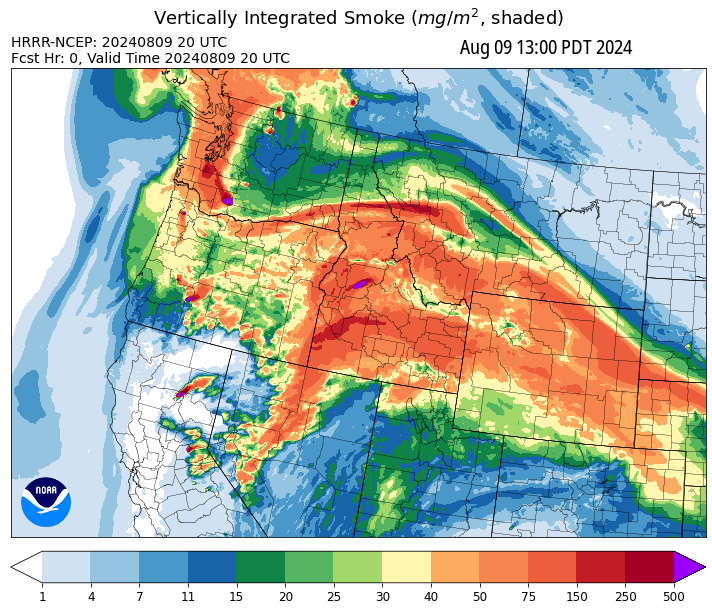 Vertically Integrated Smoke (mg/m², shaded)
HRRR-NCEP: 20240809 20 UTC
Fcst Hr: 0, Valid Time 20240809 20 UTC
Aug 09 13:00 PDT 2024
NOAA
1 4 7 11 15 20 25 30 40 50 75 150 250 500